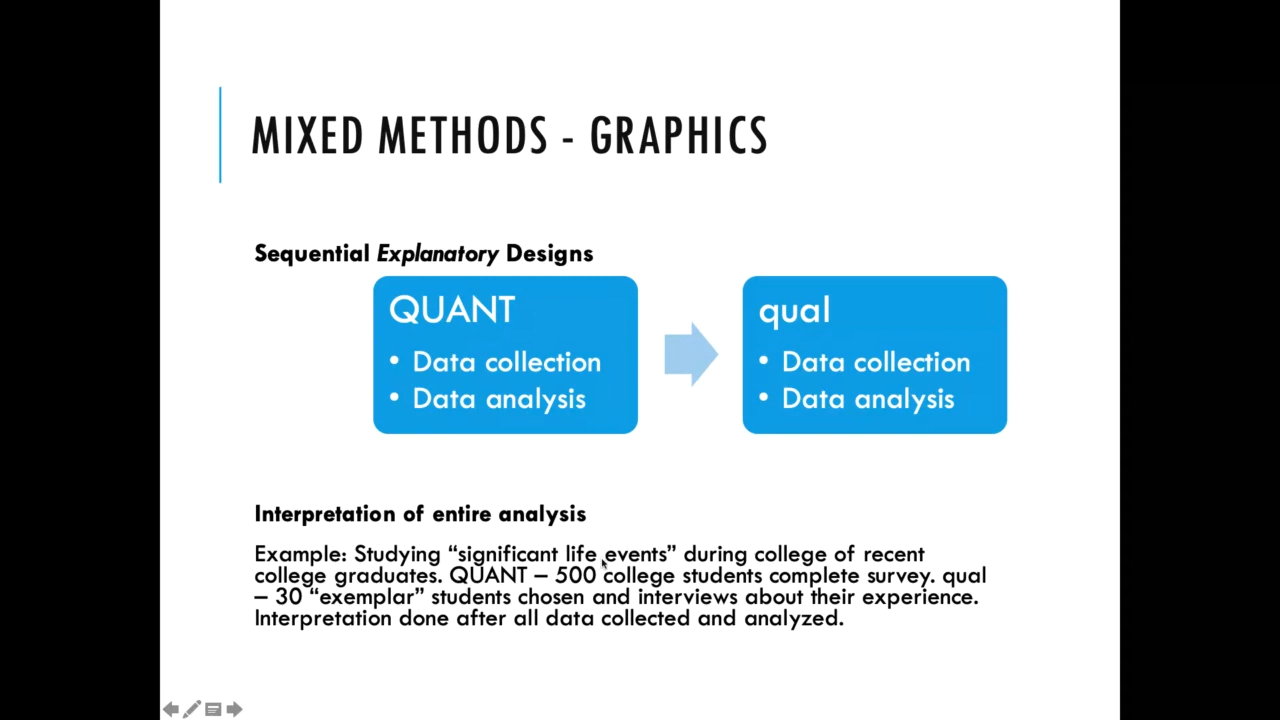 MIXED METHODS - GRAPHICS
Sequential Explanatory Designs
QUANT
• Data collection
• Data analysis
qual
• Data collection
• Data analysis
Interpretation of entire analysis
Example: Studying “significant life events” during college of recent
college graduates. QUANT – 500 college students complete survey. qual
– 30 “exemplar” students chosen and interviews about their experience.
Interpretation done after all data collected and analyzed.